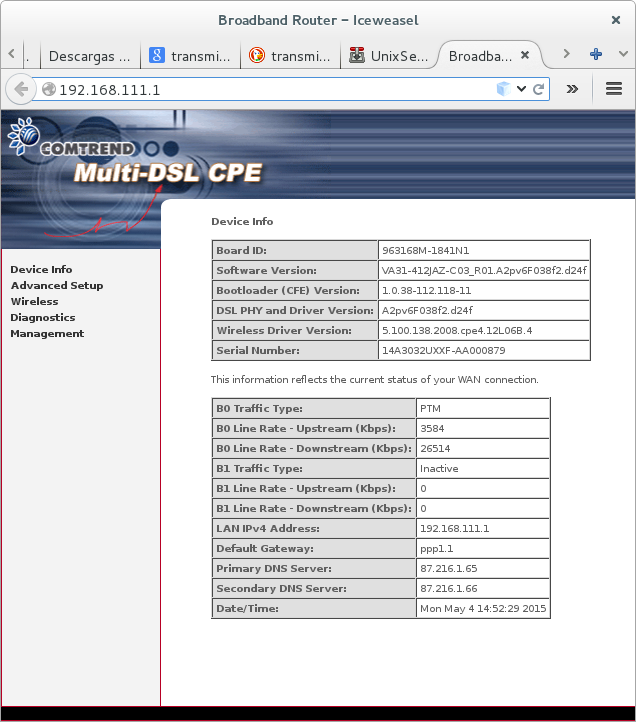 Broadband Router – Iceweasel
Descargas
transmi...
transmi...
UnixSe...
Broadba...
192.168.111.1
COMTREND
Multi-DSL CPE
Device Info
Advanced Setup
Wireless
Diagnostics
Management
Device Info
Board ID: 963168M-1841N1
Software Version: VA31-412JAZ-C03_R01.A2pv6F038f2.d24f
Bootloader (CFE) Version: 1.0.38-112.118-11
DSL PHY and Driver Version: A2pv6F038f2.d24f
Wireless Driver Version: 5.100.138.2008.cpe4.12L06B.4
Serial Number: 14A3032UXXF-AA000879
This information reflects the current status of your WAN connection.
B0 Traffic Type: PTM
B0 Line Rate - Upstream (Kbps): 3584
B0 Line Rate - Downstream (Kbps): 26514
B1 Traffic Type: Inactive
B1 Line Rate - Upstream (Kbps): 0
B1 Line Rate - Downstream (Kbps): 0
LAN IPv4 Address: 192.168.111.1
Default Gateway: ppp1.1
Primary DNS Server: 87.216.1.65
Secondary DNS Server: 87.216.1.66
Date/Time: Mon May 4 14:52:29 2015